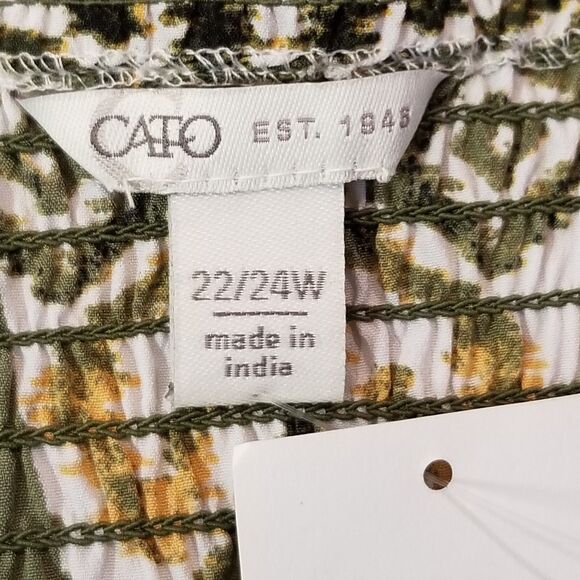 CATO EST. 1946
22/24W
made in
india